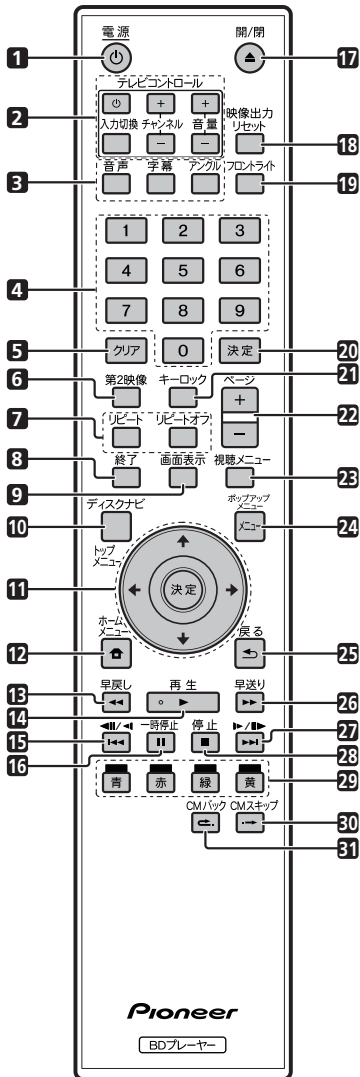 電源 開/閉
1 17
テレビコントロール
2 + +
入力切換 チャンネル 音量 映像出力
リセット
− − 18
音声 字幕 アングル フロントライト
3 19
1 2 3
4
4 5 6
7 8 9
5 クリア 0 決定 20
第2映像 キーロック 21 ページ
6 + 22
リピート リピートオフ
7 −
終了 画面表示 視聴メニュー
8 9 23
ディスクナビ ポップアップ
メニュー
10 メニュー 24
トップ
メニュー
11 決定
ホーム
メニュー 戻る
12 25
早戻し 再生 早送り
13 26
14
一時停止 停止
15 27
16 28
青 赤 緑 黄 29
CMバック CMスキップ
30
31
Pioneer
BDプレーヤー